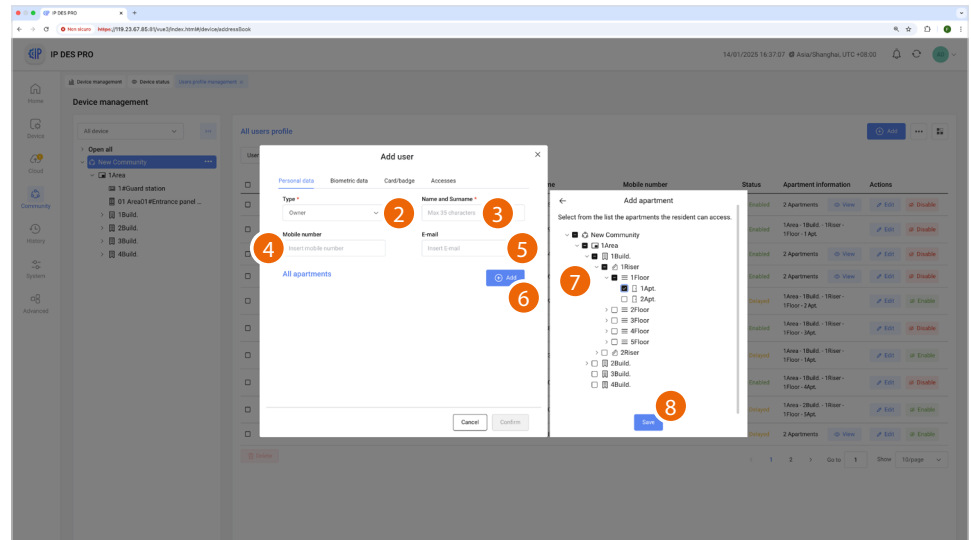 IP DES PRO
Non sicuro https://119.23.67.85:81/vue3/index.html#/device/addressBook
IP DES PRO
14/01/2025 16:37:07 Asia/Shanghai, UTC +08:00
Device management Device status Users profile management
Home
Device management
Device
All device
All users profile
Add
Open all
New Community
Cloud
1Area
1#Guard station
01 Area01#Entrance panel ...
Community
1Build.
2Build.
History
3Build.
4Build.
System
Advanced
User
Add user
Personal data Biometric data Card/badge Accesses
Type * Name and Surname *
Owner 2 Max 30 characters 3
Mobile number E-mail
4 Insert mobile number Insert E-mail 5
All apartments Add
6
Cancel Confirm
Mobile number Status Apartment information Actions
Add apartment
Select from the list the apartments the resident can access.
New Community
1Area
1Build.
1Riser
7 1Floor
1Apt.
2Apt.
2Floor
3Floor
4Floor
5Floor
2Riser
2Build.
3Build.
4Build.
8
Save
Enabled 2 Apartments View Edit Disable
Enabled 1Area - 1Build. - 1Riser -
1Floor - 1Apt. Edit Disable
Enabled 2 Apartments View Edit Disable
Enabled 2 Apartments View Edit Disable
Delayed 1Area - 1Build. - 1Riser -
1Floor - 2Apt. Edit Enable
Enabled 1Area - 1Build. - 1Riser -
1Floor - 3Apt. Edit Disable
Delayed 1Area - 1Build. - 1Riser -
1Floor - 1Apt. Edit Enable
Enabled 1Area - 1Build. - 1Riser -
1Floor - 4Apt. Edit Disable
Delayed 1Area - 2Build. - 1Riser -
1Floor - 3Apt. Edit Enable
Delayed 2 Apartments View Edit Enable
Delete
1 2 Go to 1 Show 10/page